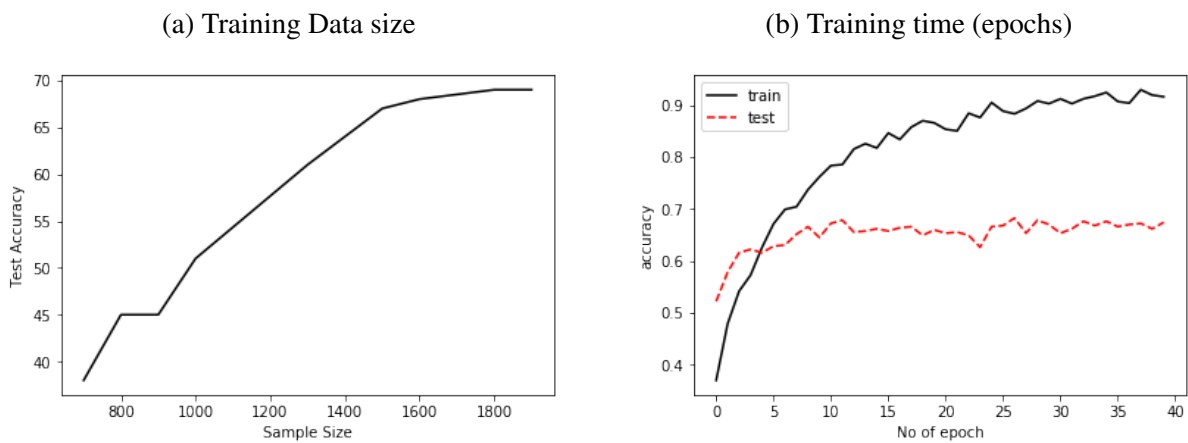 (a) Training Data size
70
65
60
55
50
45
40
Test Accuracy
800 1000 1200 1400 1600 1800
Sample Size
(b) Training time (epochs)
train
test
0.9
0.8
0.7
0.6
0.5
0.4
accuracy
0 5 10 15 20 25 30 35 40
No of epoch